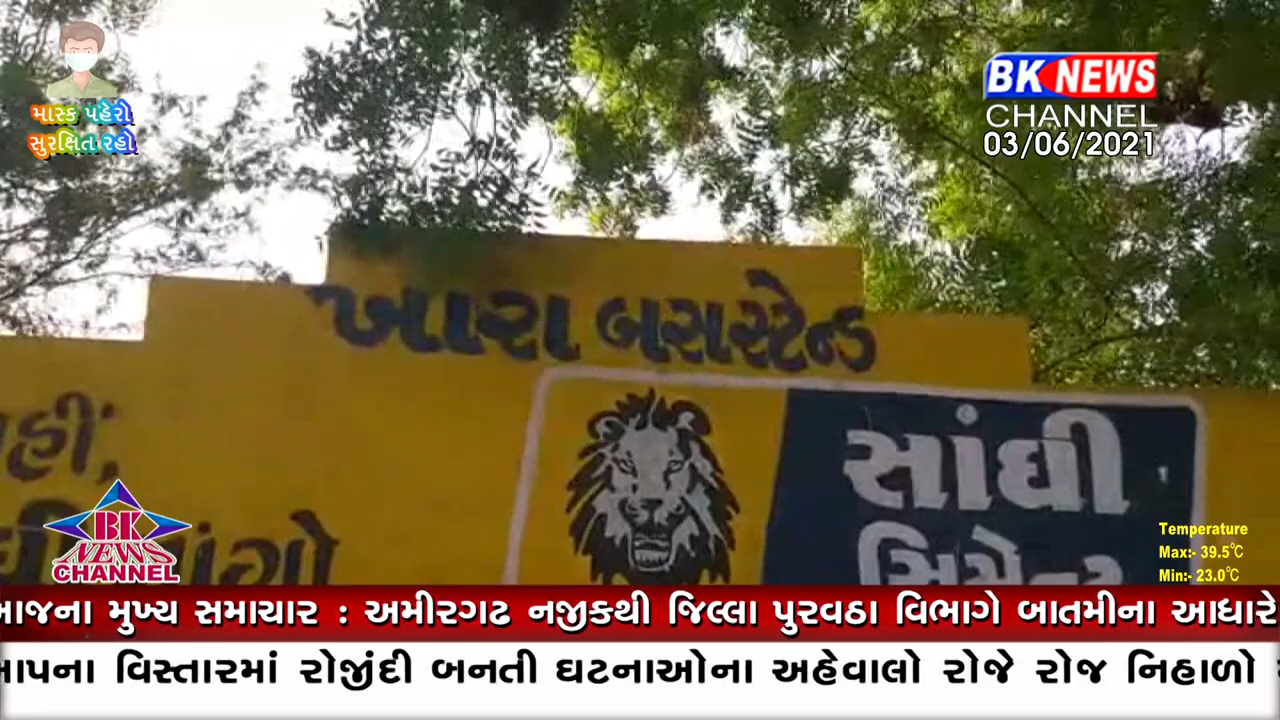 માસ્ક પહેરો
સુરક્ષિત રહો
BK NEWS
CHANNEL
03/06/2021
ખારા બસસ્ટેન્ડ
સાંઘી
સિમેન્ટ
BK
NEWS
CHANNEL
Temperature
Max:- 39.5℃
Min:- 23.0℃
આજના મુખ્ય સમાચાર : અમીરગઢ નજીકથી જિલ્લા પુરવઠા વિભાગે બાતમીના આધારે
આપના વિસ્તારમાં રોજીંદી બનતી ઘટનાઓના અહેવાલો રોજે રોજ નિહાળો